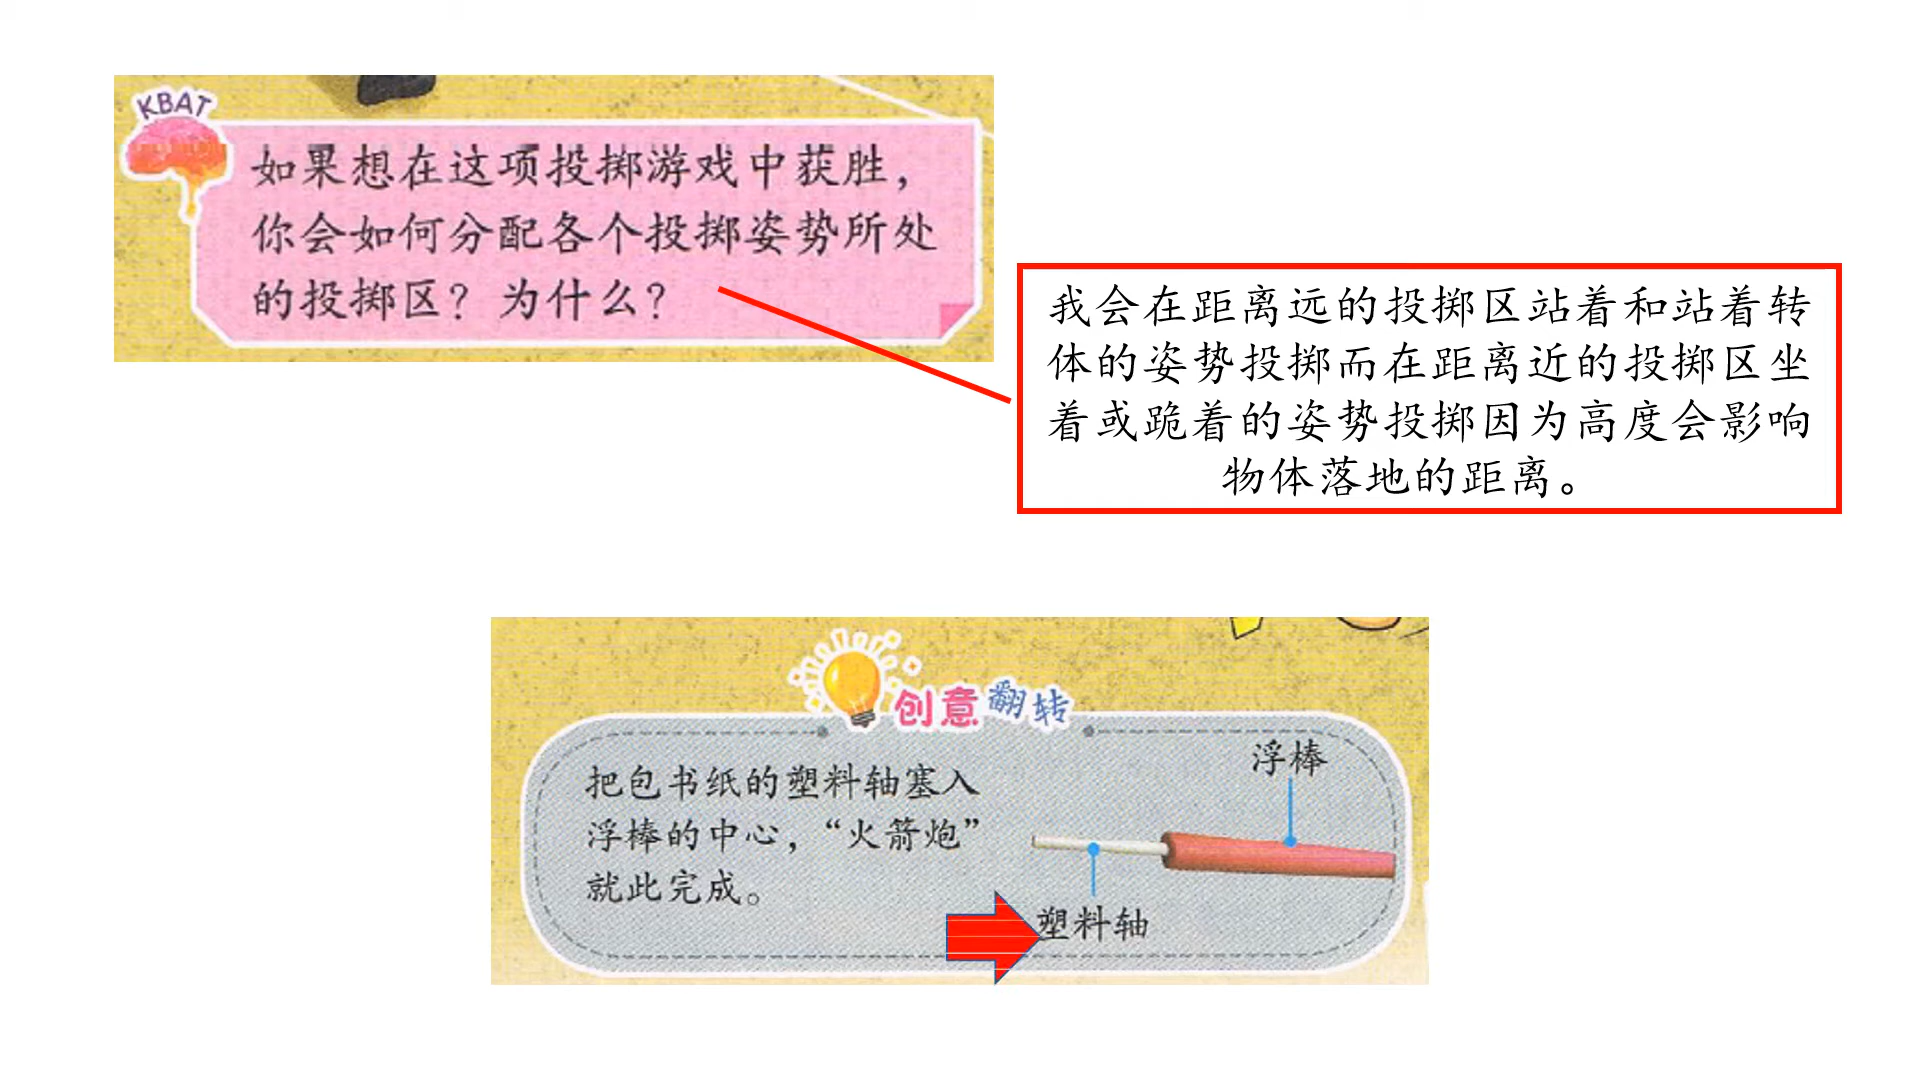 KBAT
如果想在这项投掷游戏中获胜，
你会如何分配各个投掷姿势所处
的投掷区？为什么？
我会在距离远的投掷区站着和站着转
体的姿势投掷而在距离近的投掷区坐
着或跪着的姿势投掷因为高度会影响
物体落地的距离。
创意翻转
把包书纸的塑料轴塞入
浮棒的中心，“火箭炮”
就此完成。
浮棒
塑料轴